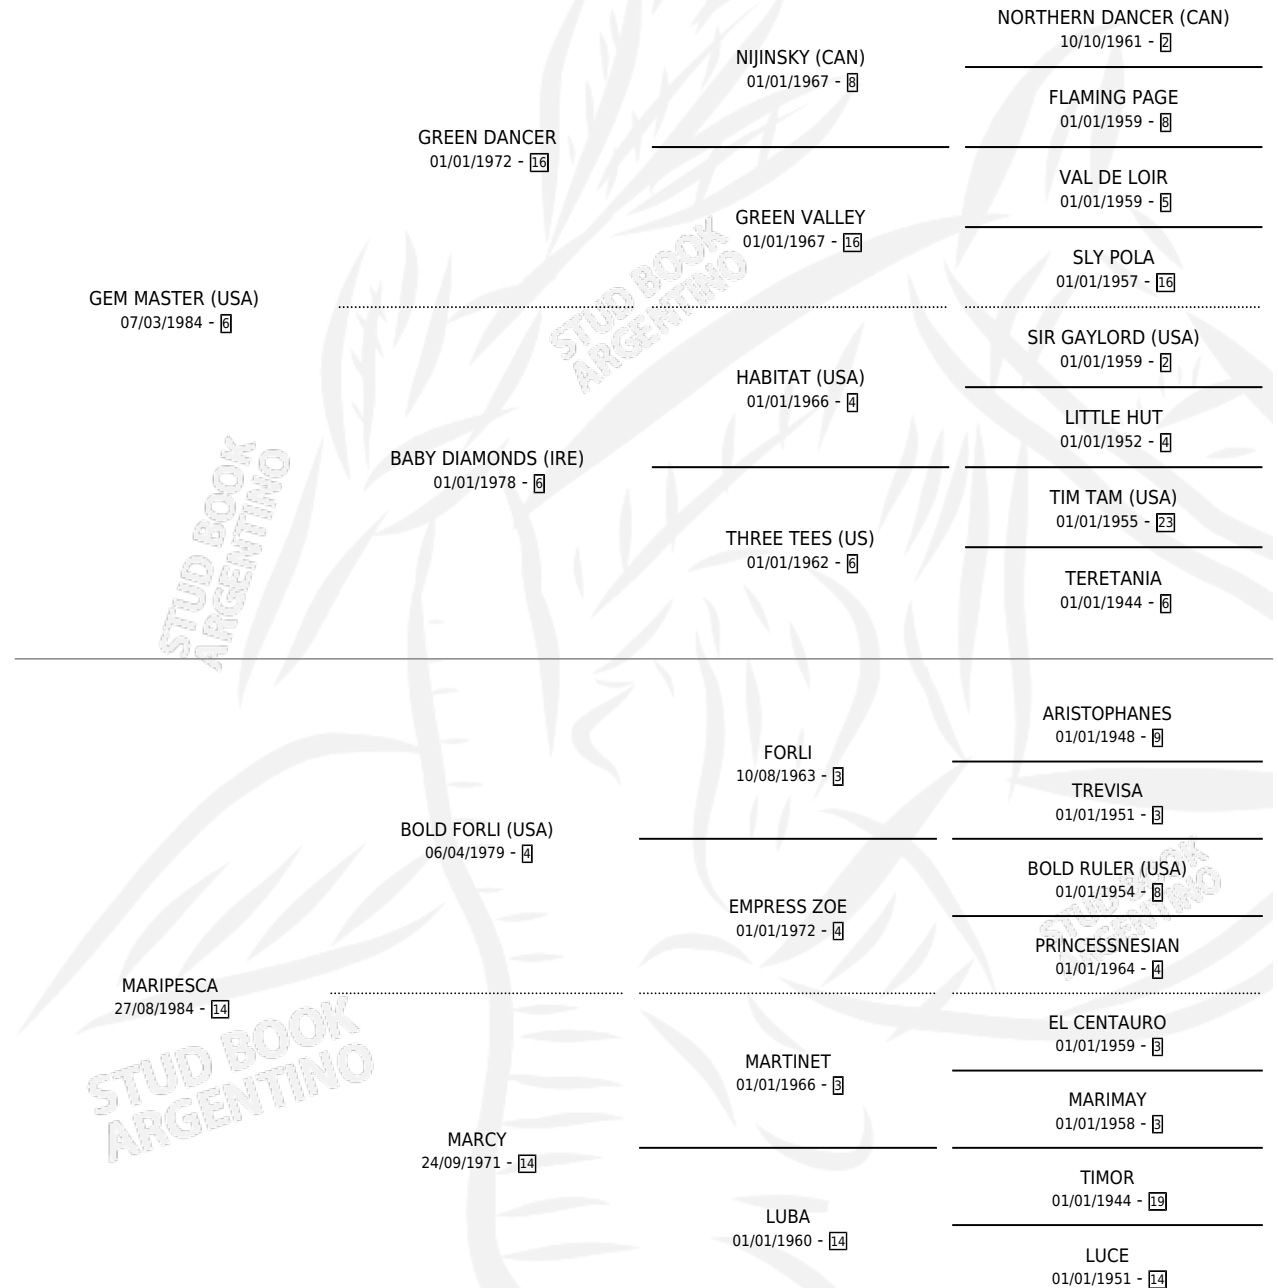 NORTHERN DANCER (CAN)
10/10/1961 - 2
NIJINSKY (CAN)
01/01/1967 - 8
FLAMING PAGE
01/01/1959 - 8
GREEN DANCER
01/01/1972 - 16
VAL DE LOIR
01/01/1959 - 5
GREEN VALLEY
01/01/1967 - 16
SLY POLA
01/01/1957 - 16
GEM MASTER (USA)
07/03/1984 - 6
SIR GAYLORD (USA)
01/01/1959 - 2
HABITAT (USA)
01/01/1966 - 4
LITTLE HUT
01/01/1952 - 4
BABY DIAMONDS (IRE)
01/01/1978 - 6
TIM TAM (USA)
01/01/1955 - 23
THREE TEES (US)
01/01/1962 - 6
TERETANIA
01/01/1944 - 6
STUD BOOK
ARGENTINO
STUD BOOK
ARGENTINO
ARISTOPHANES
01/01/1948 - 9
FORLI
10/08/1963 - 3
TREVISA
01/01/1951 - 3
BOLD FORLI (USA)
06/04/1979 - 4
BOLD RULER (USA)
01/01/1954 - 8
EMPRESS ZOE
01/01/1972 - 4
PRINCESSNESIAN
01/01/1964 - 4
STUD BOOK
ARGENTINO
MARIPESCA
27/08/1984 - 14
EL CENTAURO
01/01/1959 - 3
MARTINET
01/01/1966 - 3
MARIMAY
01/01/1958 - 3
STUD BOOK
ARGENTINO
MARCY
24/09/1971 - 14
TIMOR
01/01/1944 - 19
LUBA
01/01/1960 - 14
LUCE
01/01/1951 - 14